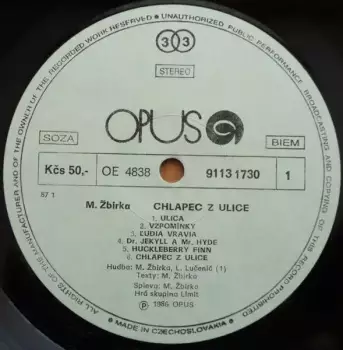 ALL RIGHTS OF THE MANUFACTURER AND OF THE OWNER OF THE RECORDED WORK RESERVED • UNAUTHORIZED PUBLIC PERFORMANCE BROADCASTING AND COPYING OF THIS RECORD PROHIBITED
33
STEREO
OPUS
SOZA
BIEM
Kčs 50,-
OE 4838
9113 1730
1
87 1
M. Žbirka CHLAPEC Z ULICE
1. ULICA
2. VZPOMÍNKY
3. ĽUDIA VRAVIA
4. Dr. JEKYLL A Mr. HYDE
5. HUCKLEBERRY FINN
6. CHLAPEC Z ULICE
Hudba: M. Žbirka, L. Lučenič (1)
Texty: M. Žbirka
Spieva: M. Žbirka
Hrá skupina Limit
℗ 1986 OPUS
• MADE IN CZECHOSLOVAKIA •